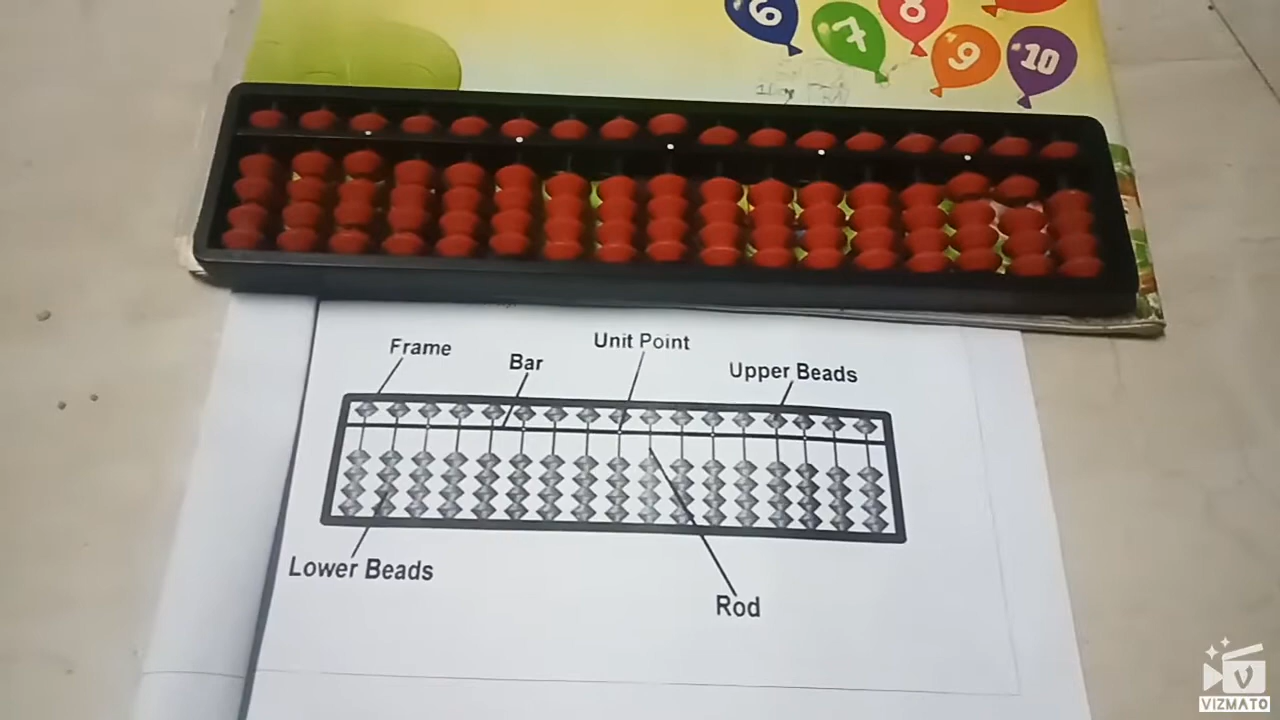 6
7
8
9
10
Frame
Bar
Unit Point
Upper Beads
Lower Beads
Rod
VIZMATO